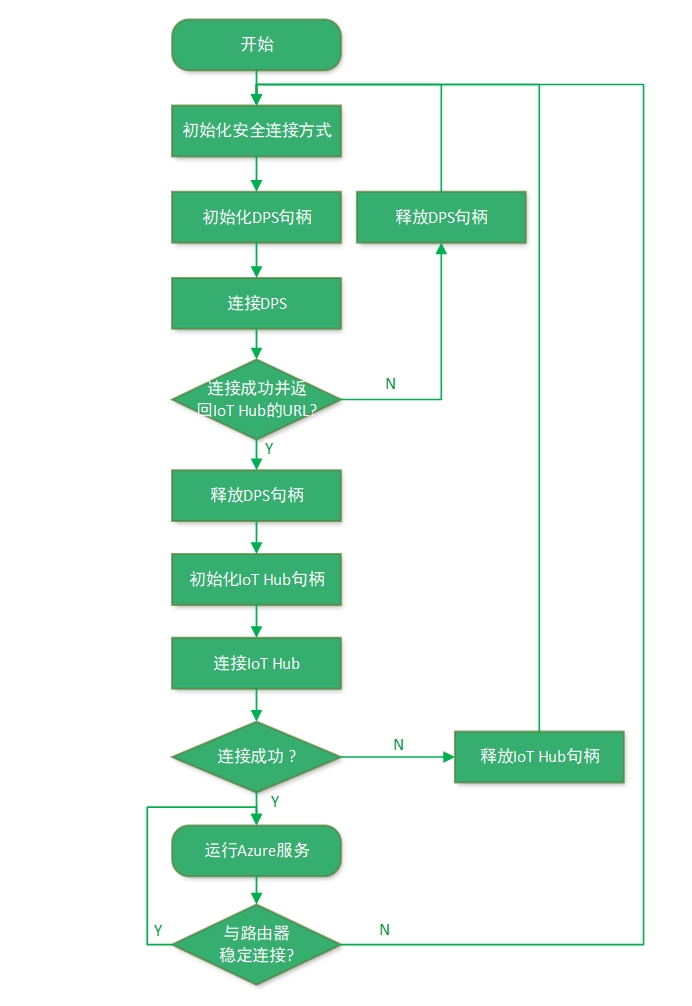 开始
初始化安全连接方式
初始化DPS句柄
释放DPS句柄
连接DPS
连接成功并返
回IoT Hub的URL?
N
Y
释放DPS句柄
初始化IoT Hub句柄
连接IoT Hub
连接成功？
N
释放IoT Hub句柄
Y
运行Azure服务
与路由器
稳定连接?
Y
N